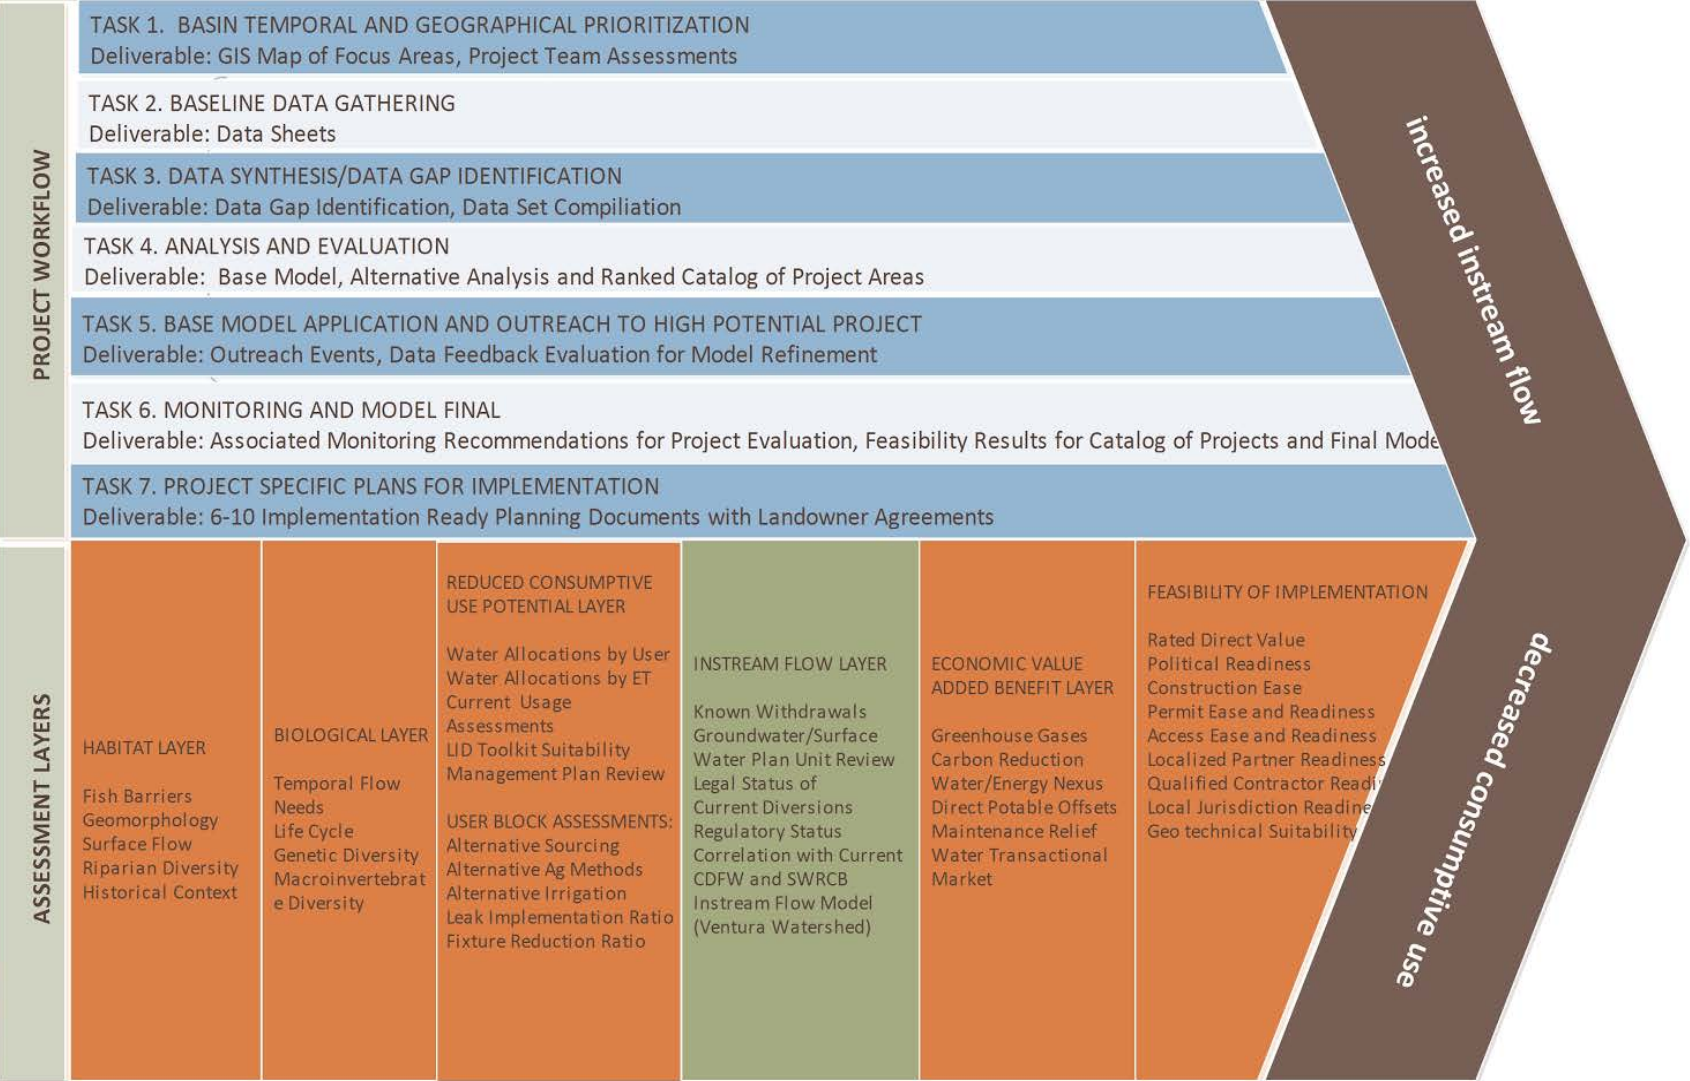 PROJECT WORKFLOW
TASK 1.  BASIN TEMPORAL AND GEOGRAPHICAL PRIORITIZATION
Deliverable: GIS Map of Focus Areas, Project Team Assessments
TASK 2. BASELINE DATA GATHERING
Deliverable: Data Sheets
TASK 3. DATA SYNTHESIS/DATA GAP IDENTIFICATION
Deliverable: Data Gap Identification, Data Set Compiliation
TASK 4. ANALYSIS AND EVALUATION
Deliverable:  Base Model, Alternative Analysis and Ranked Catalog of Project Areas
TASK 5. BASE MODEL APPLICATION AND OUTREACH TO HIGH POTENTIAL PROJECT
Deliverable: Outreach Events, Data Feedback Evaluation for Model Refinement
TASK 6. MONITORING AND MODEL FINAL
Deliverable: Associated Monitoring Recommendations for Project Evaluation, Feasibility Results for Catalog of Projects and Final Mode
TASK 7. PROJECT SPECIFIC PLANS FOR IMPLEMENTATION
Deliverable: 6-10 Implementation Ready Planning Documents with Landowner Agreements
increased instream flow
ASSESSMENT LAYERS
HABITAT LAYER
Fish Barriers
Geomorphology
Surface Flow
Riparian Diversity
Historical Context
BIOLOGICAL LAYER
Temporal Flow
Needs
Life Cycle
Genetic Diversity
Macroinvertebrat
e Diversity
REDUCED CONSUMPTIVE
USE POTENTIAL LAYER
Water Allocations by User
Water Allocations by ET
Current  Usage
Assessments
LID Toolkit Suitability
Management Plan Review
USER BLOCK ASSESSMENTS:
Alternative Sourcing
Alternative Ag Methods
Alternative Irrigation
Leak Implementation Ratio
Fixture Reduction Ratio
INSTREAM FLOW LAYER
Known Withdrawals
Groundwater/Surface
Water Plan Unit Review
Legal Status of
Current Diversions
Regulatory Status
Correlation with Current
CDFW and SWRCB
Instream Flow Model
(Ventura Watershed)
ECONOMIC VALUE
ADDED BENEFIT LAYER
Greenhouse Gases
Carbon Reduction
Water/Energy Nexus
Direct Potable Offsets
Maintenance Relief
Water Transactional
Market
FEASIBILITY OF IMPLEMENTATION
Rated Direct Value
Political Readiness
Construction Ease
Permit Ease and Readiness
Access Ease and Readiness
Localized Partner Readiness
Qualified Contractor Readi
Local Jurisdiction Readine
Geo technical Suitability
decreased consumptive use